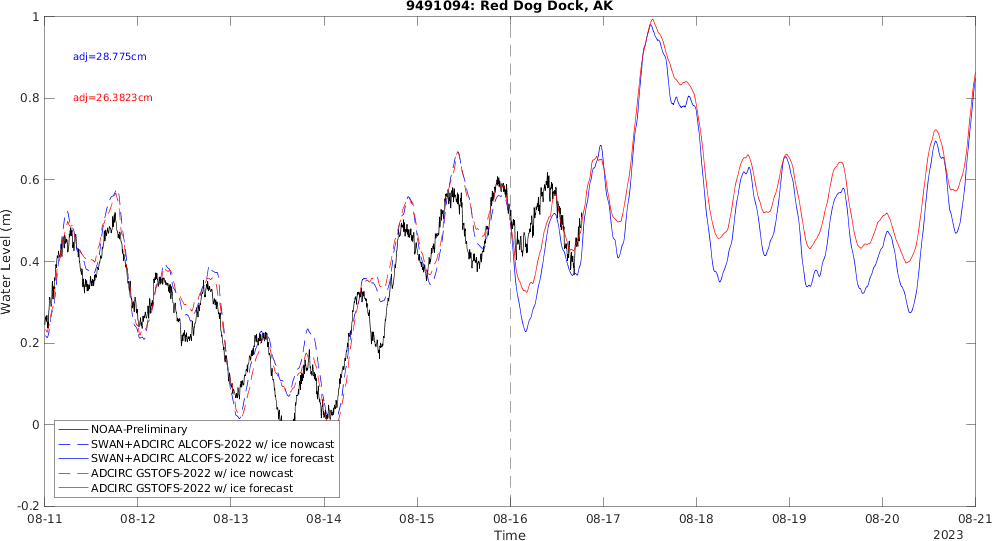 9491094: Red Dog Dock, AK
adj=28.775cm
adj=26.3823cm
Water Level (m)
1
0.8
0.6
0.4
0.2
0
-0.2
NOAA-Preliminary
SWAN+ADCIRC ALCOFS-2022 w/ ice nowcast
SWAN+ADCIRC ALCOFS-2022 w/ ice forecast
ADCIRC GSTOFS-2022 w/ ice nowcast
ADCIRC GSTOFS-2022 w/ ice forecast
08-11 08-12 08-13 08-14 08-15 08-16 08-17 08-18 08-19 08-20 08-21
Time
2023